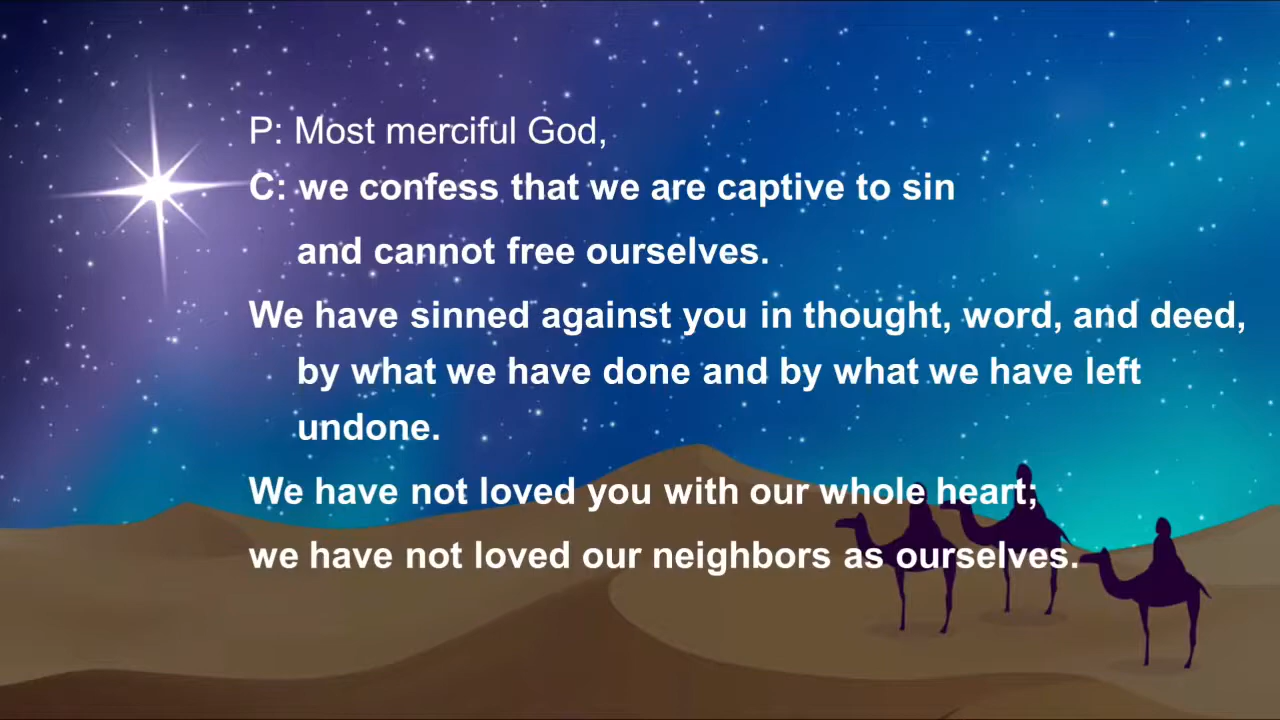 P: Most merciful God,
C: we confess that we are captive to sin
and cannot free ourselves.
We have sinned against you in thought, word, and deed,
by what we have done and by what we have left
undone.
We have not loved you with our whole heart;
we have not loved our neighbors as ourselves.